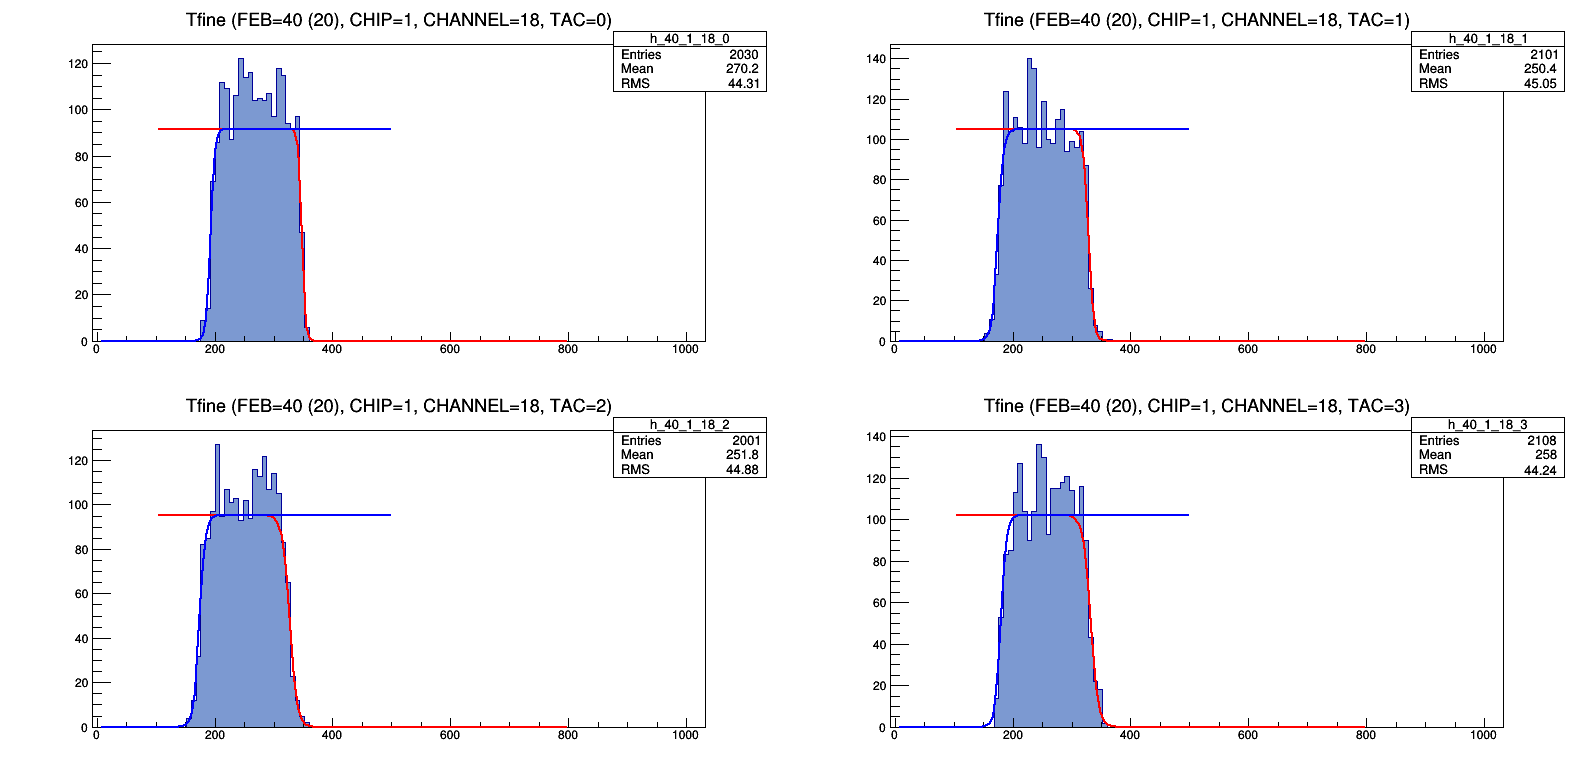 Tfine (FEB=40 (20), CHIP=1, CHANNEL=18, TAC=0)
h_40_1_18_0
Entries 2030
Mean 270.2
RMS 44.31
120
100
80
60
40
20
0
0 200 400 600 800 1000
Tfine (FEB=40 (20), CHIP=1, CHANNEL=18, TAC=1)
h_40_1_18_1
Entries 2101
Mean 250.4
RMS 45.05
140
120
100
80
60
40
20
0
0 200 400 600 800 1000
Tfine (FEB=40 (20), CHIP=1, CHANNEL=18, TAC=2)
h_40_1_18_2
Entries 2001
Mean 251.8
RMS 44.88
120
100
80
60
40
20
0
0 200 400 600 800 1000
Tfine (FEB=40 (20), CHIP=1, CHANNEL=18, TAC=3)
h_40_1_18_3
Entries 2108
Mean 258
RMS 44.24
140
120
100
80
60
40
20
0
0 200 400 600 800 1000